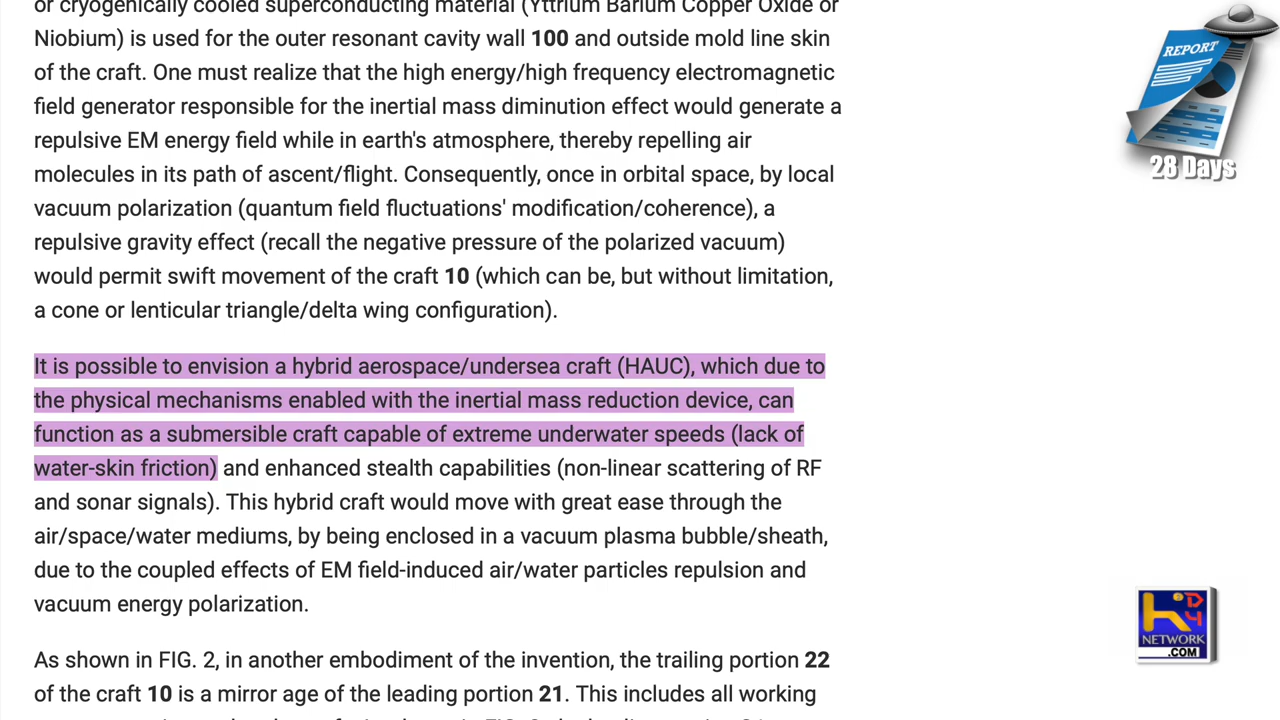 or cryogenically cooled superconducting material (Yttrium Barium Copper Oxide or
Niobium) is used for the outer resonant cavity wall 100 and outside mold line skin
of the craft. One must realize that the high energy/high frequency electromagnetic
field generator responsible for the inertial mass diminution effect would generate a
repulsive EM energy field while in earth's atmosphere, thereby repelling air
molecules in its path of ascent/flight. Consequently, once in orbital space, by local
vacuum polarization (quantum field fluctuations' modification/coherence), a
repulsive gravity effect (recall the negative pressure of the polarized vacuum)
would permit swift movement of the craft 10 (which can be, but without limitation,
a cone or lenticular triangle/delta wing configuration).
It is possible to envision a hybrid aerospace/undersea craft (HAUC), which due to
the physical mechanisms enabled with the inertial mass reduction device, can
function as a submersible craft capable of extreme underwater speeds (lack of
water-skin friction) and enhanced stealth capabilities (non-linear scattering of RF
and sonar signals). This hybrid craft would move with great ease through the
air/space/water mediums, by being enclosed in a vacuum plasma bubble/sheath,
due to the coupled effects of EM field-induced air/water particles repulsion and
vacuum energy polarization.
As shown in FIG. 2, in another embodiment of the invention, the trailing portion 22
of the craft 10 is a mirror age of the leading portion 21. This includes all working
REPORT
28 Days
NETWORK
.COM